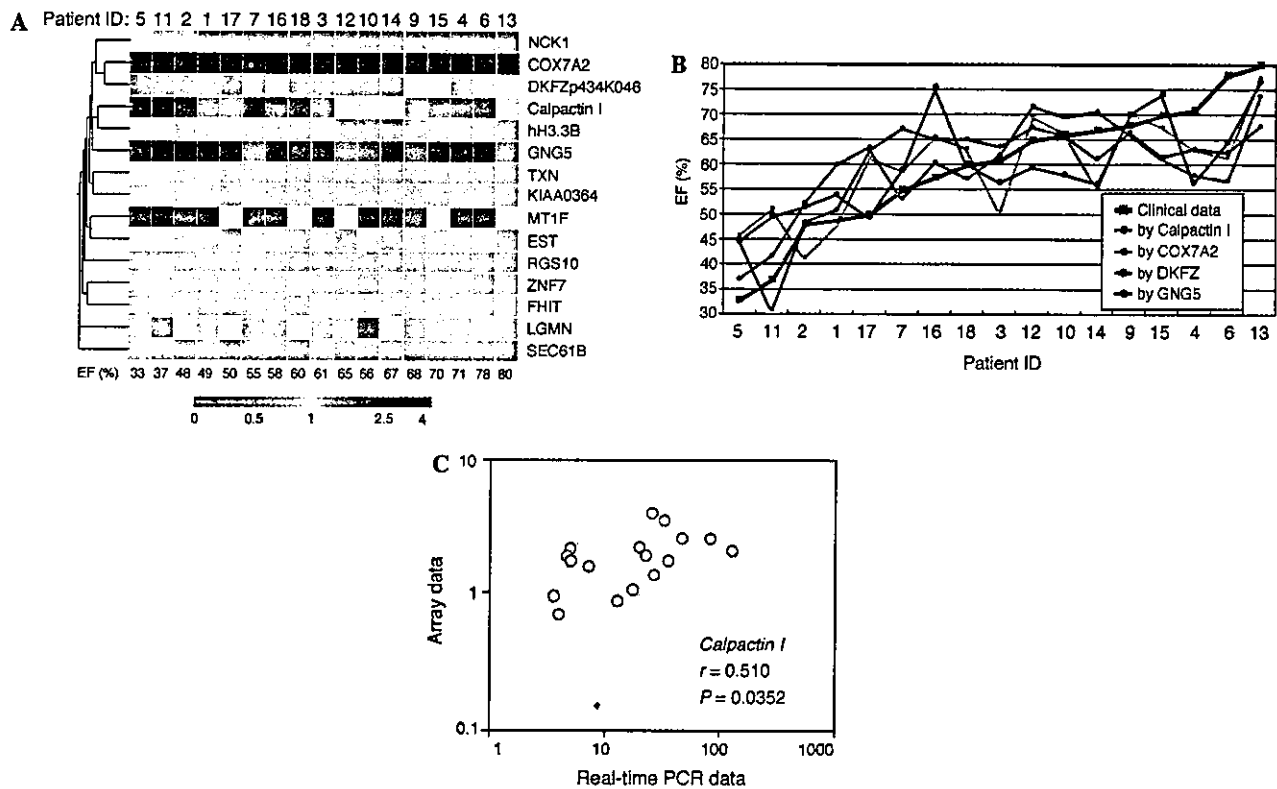 A
Patient ID: 5 11 2 1 17 7 16 18 3 12 10 14 9 15 4 6 13
NCK1
COX7A2
DKFZp434K046
Calpactin I
hH3.3B
GNG5
TXN
KIAA0364
MT1F
EST
RGS10
ZNF7
FHIT
LGMN
SEC61B
EF (%) 33 37 48 49 50 55 58 60 61 65 66 67 68 70 71 78 80
0 0.5 1 2.5 4
B
80
75
70
65
60
55
50
45
40
35
30
EF (%)
Clinical data
by Calpactin I
by COX7A2
by DKFZ
by GNG5
5 11 2 1 17 7 16 18 3 12 10 14 9 15 4 6 13
Patient ID
C
10
1
0.1
Array data
Calpactin I
r = 0.510
P = 0.0352
1 10 100 1000
Real-time PCR data